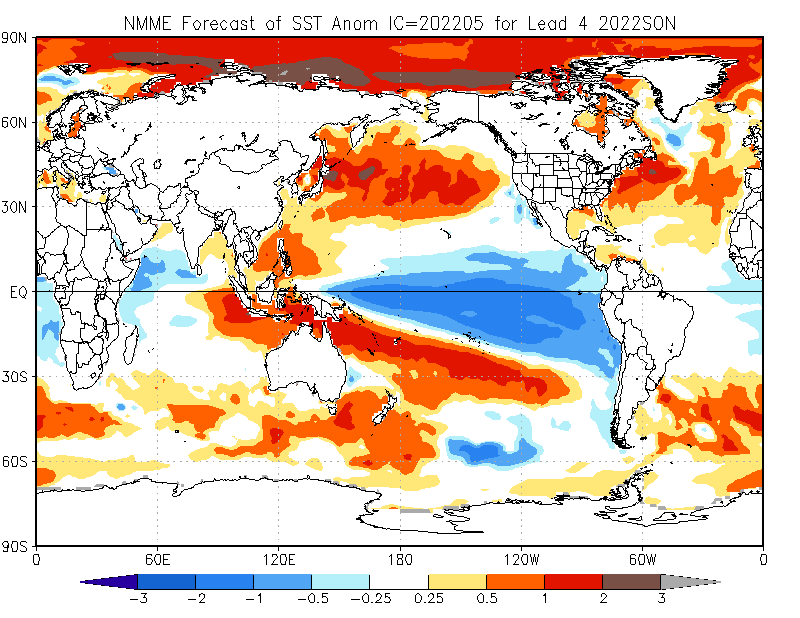 NMME Forecast of SST Anom IC=202205 for Lead 4 2022SON
90N
60N
30N
EQ
30S
60S
90S
0 60E 120E 180 120W 60W 0
-3 -2 -1 -0.5 -0.25 0.25 0.5 1 2 3